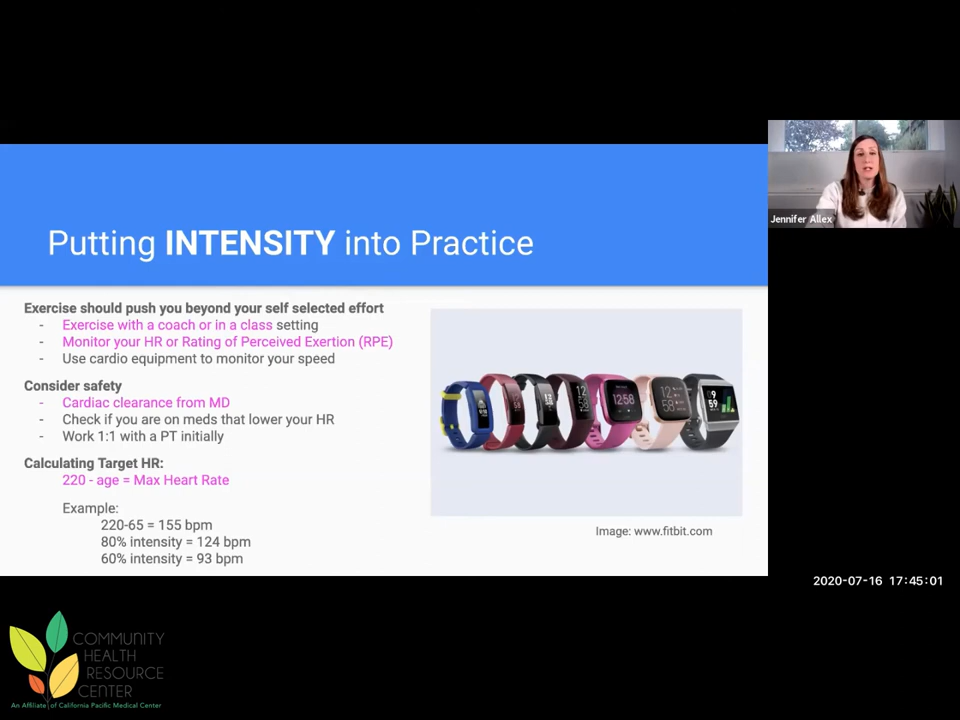 Putting INTENSITY into Practice
Exercise should push you beyond your self selected effort
- Exercise with a coach or in a class setting
- Monitor your HR or Rating of Perceived Exertion (RPE)
- Use cardio equipment to monitor your speed
Consider safety
- Cardiac clearance from MD
- Check if you are on meds that lower your HR
- Work 1:1 with a PT initially
Calculating Target HR:
220 - age = Max Heart Rate
Example:
220-65 = 155 bpm
80% intensity = 124 bpm
60% intensity = 93 bpm
12:58
9
59
Image: www.fitbit.com
Jennifer Allex
2020-07-16 17:45:01
COMMUNITY
HEALTH
RESOURCE
CENTER
An Affiliate of California Pacific Medical Center